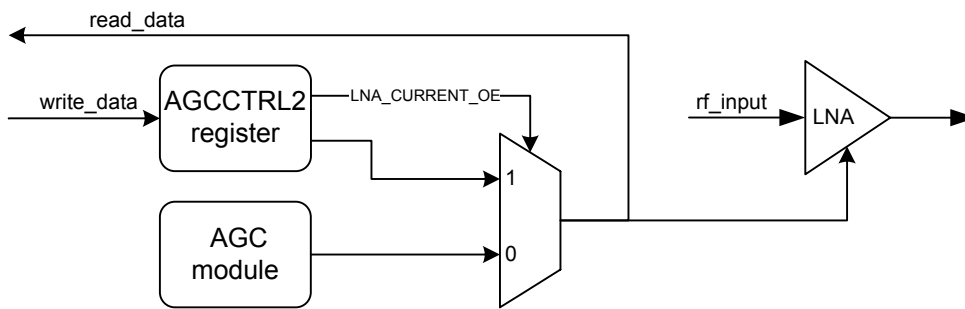 read_data
write_data
AGCCTRL2
register
LNA_CURRENT_OE
rf_input
LNA
1
AGC
module
0